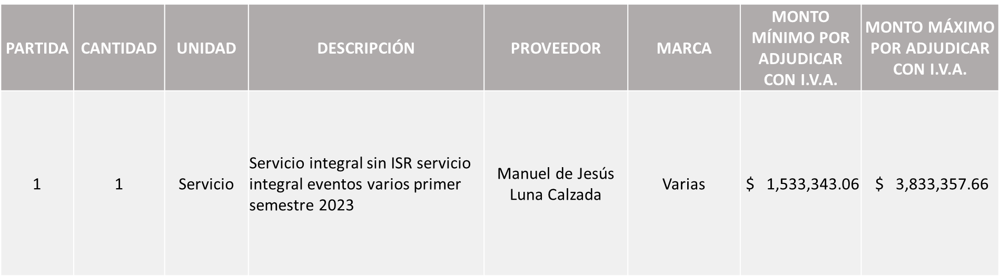 PARTIDA
CANTIDAD
UNIDAD
DESCRIPCIÓN
PROVEEDOR
MARCA
MONTO
MÍNIMO POR
ADJUDICAR
CON I.V.A.
MONTO MÁXIMO
POR ADJUDICAR
CON I.V.A.
1
1
Servicio
Servicio integral sin ISR servicio
integral eventos varios primer
semestre 2023
Manuel de Jesús
Luna Calzada
Varias
$ 1,533,343.06
$ 3,833,357.66